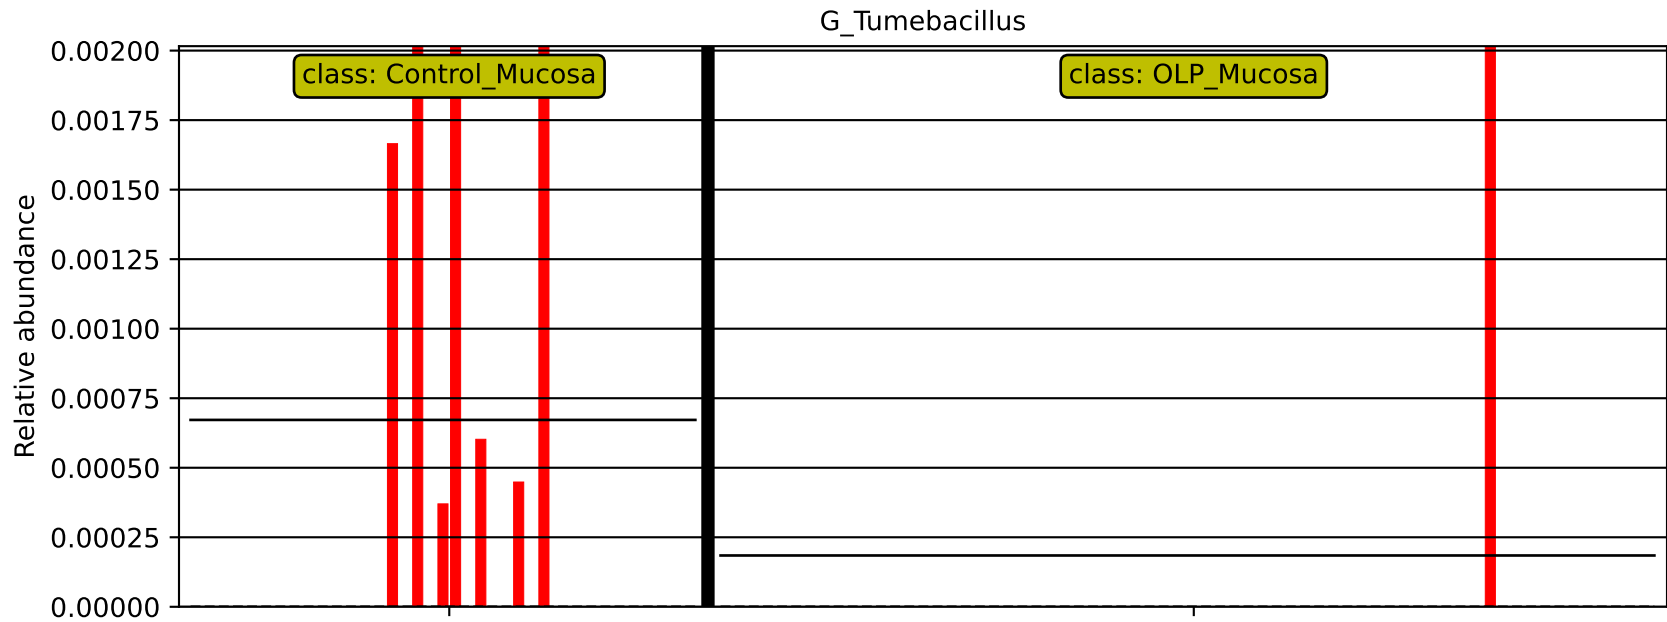 G_Tumebacillus
class: Control_Mucosa
class: OLP_Mucosa
Relative abundance
0.00200
0.00175
0.00150
0.00125
0.00100
0.00075
0.00050
0.00025
0.00000